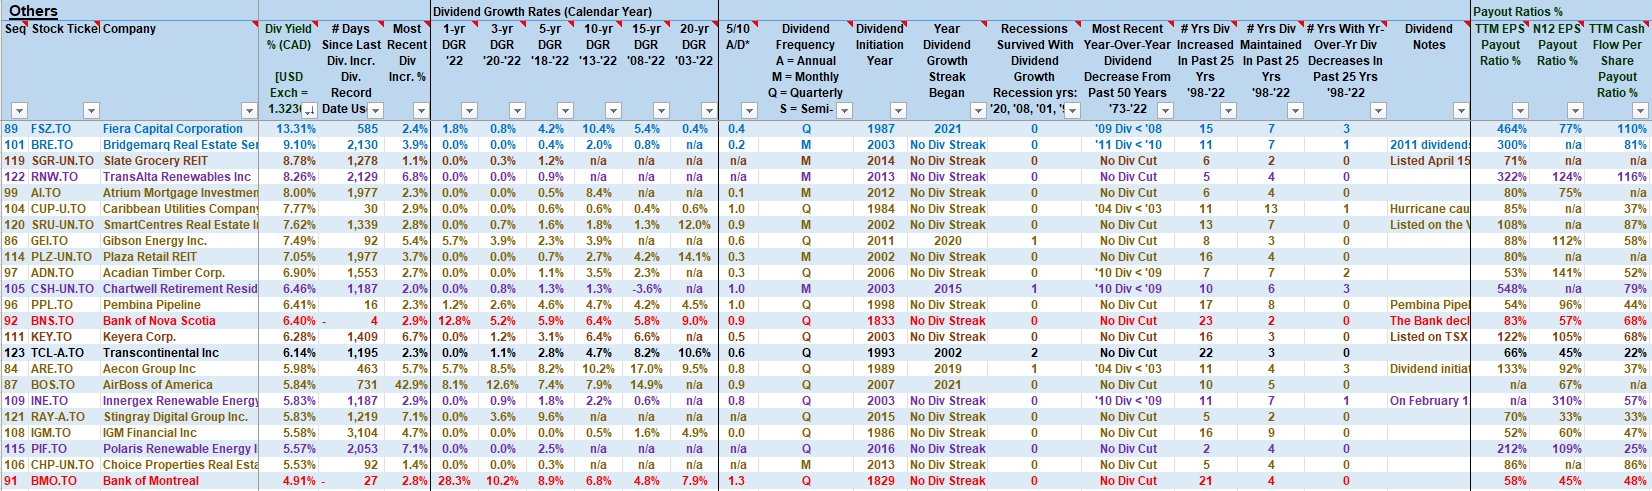 Others Dividend Growth Rates (Calendar Year) Payout Ratios %
Seq Stock Ticke Company Div Yield # Days Most 1-yr 3-yr 5-yr 10-yr 15-yr 20-yr 5/10 Dividend Dividend Year Recessions Most Recent # Yrs Div # Yrs Div # Yrs With Yr- Dividend TTM EPS N12 EPS TTM Cash
% (CAD) Since Last Recent DGR DGR DGR DGR DGR DGR A/D* Frequency Initiation Dividend Survived With Year-Over-Year Increased Maintained Over-Yr Div Notes Payout Payout Flow Per
Div. Incr. Div '22 '20-'22 '18-'22 '13-'22 '08-'22 '03-'22 A = Annual Year Growth Dividend Dividend In Past 25 In Past 25 Decreases In Ratio % Ratio % Share
[USD Div. Incr. % M = Monthly Streak Growth Decrease From Yrs Yrs Past 25 Yrs Payout
Exch = Record Q = Quarterly Began Recession yrs: Past 50 Years '98-'22 '98-'22 '98-'22 Ratio %
Date S = Semi- '20, '08, '01, '73-'22
89 FSZ.TO Fiera Capital Corporation 13.31% 585 2.4% 1.8% 0.8% 4.2% 10.4% 5.4% 0.4% 0.4 Q 1987 2021 0 '09 Div < '08 15 7 3 464% 77% 110%
101 BRE.TO Bridgemarq Real Estate Ser 9.10% 2,130 3.9% 0.0% 0.0% 0.4% 2.0% 0.8% n/a 0.2 M 2003 No Div Streak 0 '11 Div < '10 11 7 1 2011 dividend 300% n/a 81%
119 SGR-UN.TO Slate Grocery REIT 8.78% 1,278 1.1% 0.0% 0.3% 1.2% n/a n/a n/a n/a M 2014 No Div Streak 0 No Div Cut 6 2 0 Listed April 15 71% n/a n/a
122 RNW.TO TransAlta Renewables Inc 8.26% 2,129 6.8% 0.0% 0.0% 0.9% n/a n/a n/a n/a M 2013 No Div Streak 0 No Div Cut 5 4 0 322% 124% 116%
99 AI.TO Atrium Mortgage Investmen 8.00% 1,977 2.3% 0.0% 0.0% 0.5% 8.4% n/a n/a 0.1 M 2012 No Div Streak 0 No Div Cut 6 4 0 80% 75% n/a
104 CUP-U.TO Caribbean Utilities Company 7.77% 30 2.9% 0.0% 0.0% 0.6% 0.6% 0.4% 0.6% 1.0 Q 1984 No Div Streak 0 '04 Div < '03 11 13 1 Hurricane cau 85% n/a 37%
120 SRU-UN.TO SmartCentres Real Estate I 7.62% 1,339 2.8% 0.0% 0.7% 1.6% 1.8% 1.3% 12.0% 0.9 M 2002 No Div Streak 0 No Div Cut 13 7 0 Listed on the 108% n/a 87%
86 GEI.TO Gibson Energy Inc. 7.49% 92 5.4% 5.7% 3.9% 2.3% 3.9% n/a n/a 0.6 Q 2011 2020 1 No Div Cut 8 3 0 88% 112% 58%
114 PLZ-UN.TO Plaza Retail REIT 7.05% 1,977 3.7% 0.0% 0.0% 0.7% 2.7% 4.2% 14.1% 0.3 M 2002 No Div Streak 0 No Div Cut 16 4 0 80% n/a n/a
97 ADN.TO Acadian Timber Corp. 6.90% 1,553 2.7% 0.0% 0.0% 1.1% 3.5% 2.3% n/a 0.3 Q 2006 No Div Streak 0 '10 Div < '09 7 7 2 53% 141% 52%
105 CSH-UN.TO Chartwell Retirement Resid 6.46% 1,187 2.0% 0.0% 0.8% 1.3% 1.3% -3.6% n/a 1.0 M 2003 2015 1 '10 Div < '09 10 6 3 548% n/a 79%
96 PPL.TO Pembina Pipeline 6.41% 16 2.3% 1.2% 2.6% 4.6% 4.7% 4.2% 4.5% 1.0 Q 1998 No Div Streak 0 No Div Cut 17 8 0 Pembina Pipel 54% 96% 44%
92 BNS.TO Bank of Nova Scotia 6.40% - 4 2.9% 12.8% 5.2% 5.9% 6.4% 5.8% 9.0% 0.9 Q 1833 No Div Streak 0 No Div Cut 23 2 0 The Bank decl 83% 57% 68%
111 KEY.TO Keyera Corp. 6.28% 1,409 6.7% 0.0% 1.2% 3.1% 6.4% 6.6% n/a 0.5 Q 2003 No Div Streak 0 No Div Cut 16 3 0 Listed on TSX 122% 105% 68%
123 TCL-A.TO Transcontinental Inc 6.14% 1,195 2.3% 0.0% 1.1% 2.8% 4.7% 8.2% 10.6% 0.6 Q 1993 2002 2 No Div Cut 22 3 0 66% 45% 22%
84 ARE.TO Aecon Group Inc 5.98% 463 5.7% 5.7% 8.5% 8.2% 10.2% 17.0% 9.5% 0.8 Q 1989 2019 1 '04 Div < '03 11 4 3 Dividend initia 133% 92% 37%
87 BOS.TO AirBoss of America 5.84% 731 42.9% 8.1% 12.6% 7.4% 7.9% 14.9% n/a 0.9 Q 2007 2021 0 No Div Cut 10 5 0 n/a 67% n/a
109 INE.TO Innergex Renewable Energy 5.83% 1,187 2.9% 0.0% 0.9% 1.8% 2.2% 0.6% n/a 0.8 Q 2003 No Div Streak 0 '10 Div < '09 11 7 1 On February 1 n/a 310% 57%
121 RAY-A.TO Stingray Digital Group Inc. 5.83% 1,219 7.1% 0.0% 3.6% 9.6% n/a n/a n/a n/a Q 2015 No Div Streak 0 No Div Cut 5 2 0 70% 33% 33%
108 IGM.TO IGM Financial Inc 5.58% 3,104 4.7% 0.0% 0.0% 0.0% 0.5% 1.6% 4.9% 0.0 Q 1986 No Div Streak 0 No Div Cut 16 9 0 52% 60% 47%
115 PIF.TO Polaris Renewable Energy I 5.57% 2,053 7.1% 0.0% 0.0% 2.5% n/a n/a n/a n/a Q 2016 No Div Streak 0 No Div Cut 2 4 0 212% 109% 25%
106 CHP-UN.TO Choice Properties Real Esta 5.53% 92 1.4% 0.0% 0.0% 0.3% n/a n/a n/a n/a M 2013 No Div Streak 0 No Div Cut 5 4 0 86% n/a 86%
91 BMO.TO Bank of Montreal 4.91% - 27 2.8% 28.3% 10.2% 8.9% 6.8% 4.8% 7.9% 1.3 Q 1829 No Div Streak 0 No Div Cut 21 4 0 58% 45% 48%